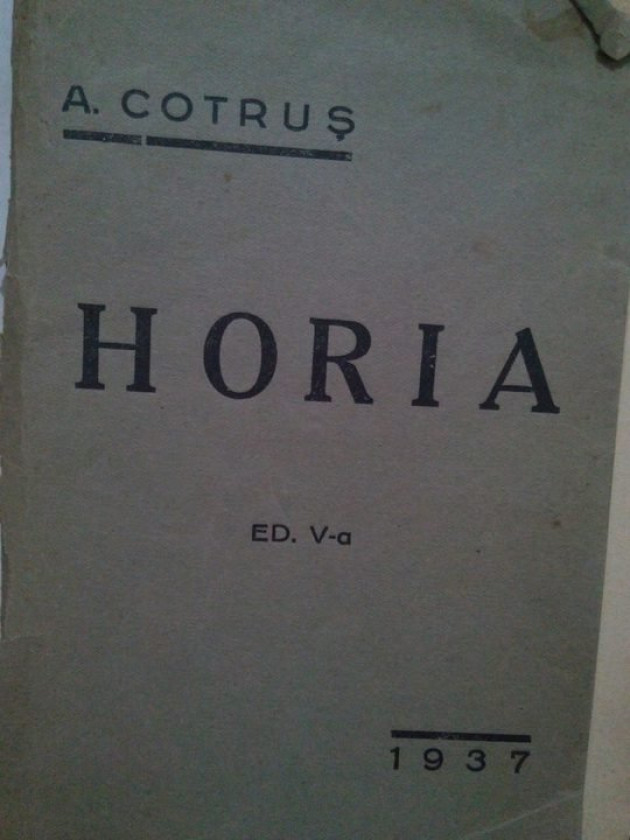 A. COTRUȘ
HORIA
ED. V-a
1937